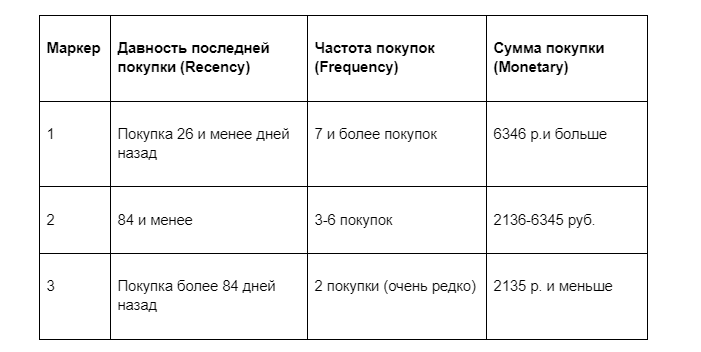 Маркер
Давность последней
покупки (Recency)
Частота покупок
(Frequency)
Сумма покупки
(Monetary)
1
Покупка 26 и менее дней
назад
7 и более покупок
6346 р.и больше
2
84 и менее
3-6 покупок
2136-6345 руб.
3
Покупка более 84 дней
назад
2 покупки (очень редко)
2135 р. и меньше